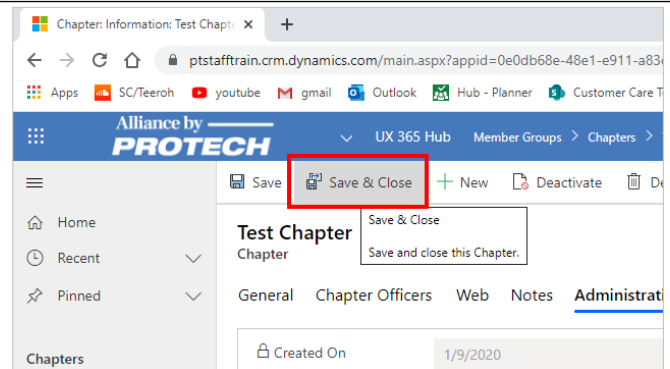 Chapter: Information: Test Chapte
ptstafftrain.crm.dynamics.com/main.aspx?appid=0e0db68e-48e1-e911-a83
Apps SC/Teeroh youtube gmail Outlook Hub - Planner Customer Care T
Alliance by
PROTECH
UX 365 Hub Member Groups > Chapters >
Save Save & Close New Deactivate De
Save & Close
Save and close this Chapter.
Home
Recent
Pinned
Chapters
Test Chapter
Chapter
General Chapter Officers Web Notes Administrati
Created On 1/9/2020